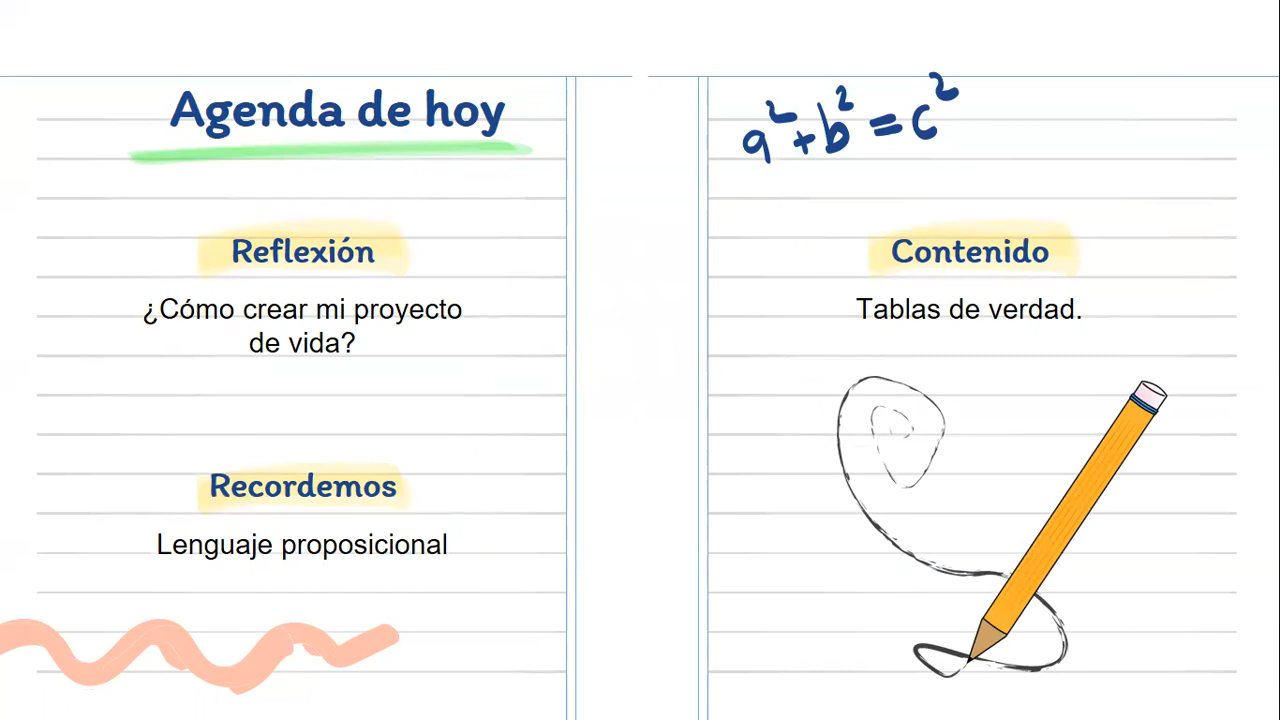 Agenda de hoy
Reflexión
¿Cómo crear mi proyecto
de vida?
Recordemos
Lenguaje proposicional
a² + b² = c²
Contenido
Tablas de verdad.